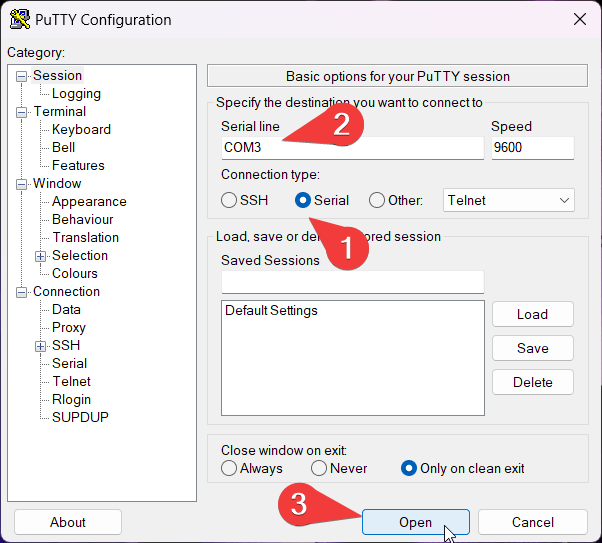 PuTTY Configuration
Category:
Session
Logging
Terminal
Keyboard
Bell
Features
Window
Appearance
Behaviour
Translation
Selection
Colours
Connection
Data
Proxy
SSH
Serial
Telnet
Rlogin
SUPDUP
Basic options for your PuTTY session
Specify the destination you want to connect to
Serial line
Speed
2
COM3
9600
Connection type:
SSH
Serial
Other:
Telnet
1
Load, save or stored session
Saved Sessions
Default Settings
Load
Save
Delete
Close window on exit:
Always
Never
Only on clean exit
3
About
Open
Cancel